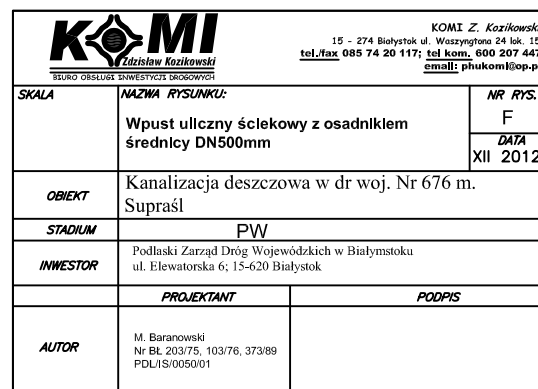 KOMI
Zdzisław Kozikowski
BIURO OBSŁUGI INWESTYCJI DROGOWYCH
KOMI Z. Kozikowski
15 - 274 Białystok ul. Waszyngtona 24 lok. 15
tel./fax 085 74 20 117; tel kom. 600 207 447
email: phukomi@op.p
SKALA
NAZWA RYSUNKU:
Wpust uliczny ściekowy z osadnikiem
średnicy DN500mm
NR RYS.
F
DATA
XII 2012
OBIEKT
Kanalizacja deszczowa w dr woj. Nr 676 m.
Supraśl
STADIUM
PW
INWESTOR
Podlaski Zarząd Dróg Wojewódzkich w Białymstoku
ul. Elewatorska 6; 15-620 Białystok
PROJEKTANT
PODPIS
AUTOR
M. Baranowski
Nr BŁ 203/75, 103/76, 373/89
PDL/IS/0050/01